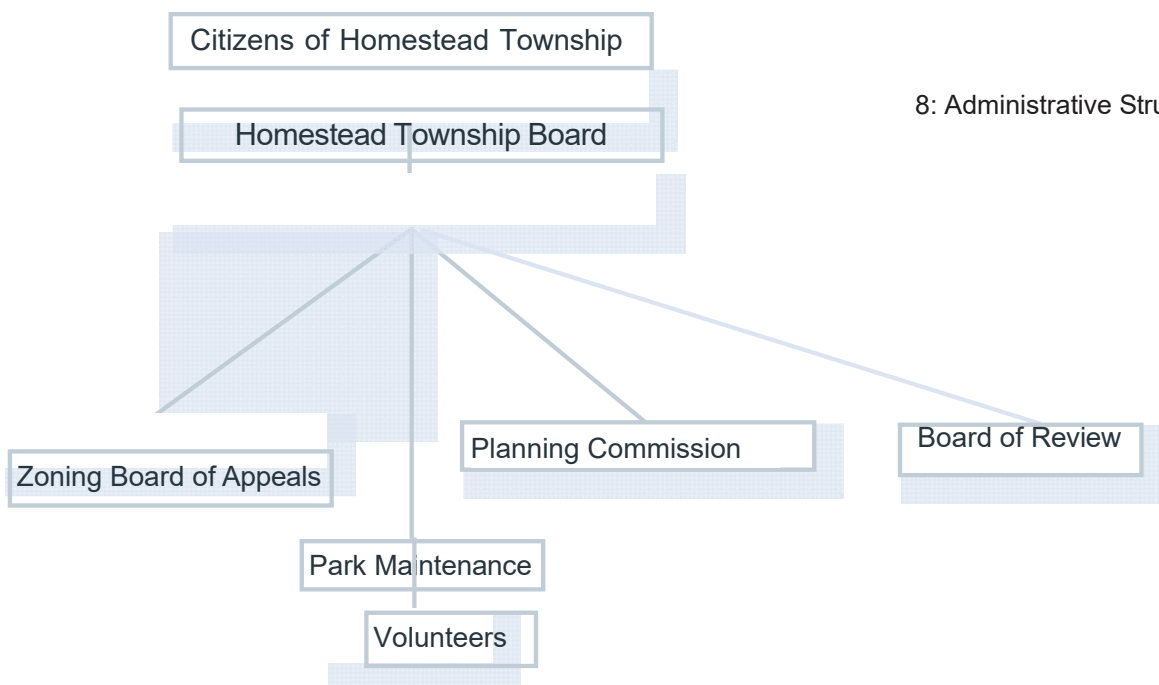 Citizens of Homestead Township
8: Administrative Stru
Homestead Township Board
Planning Commission
Board of Review
Zoning Board of Appeals
Park Maintenance
Volunteers